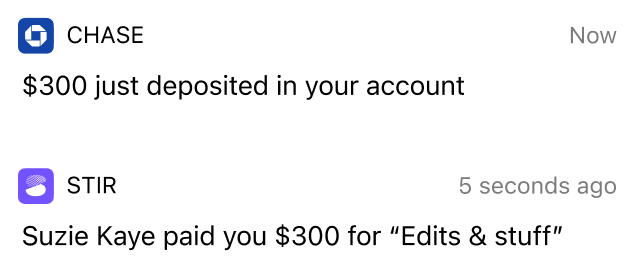 CHASE Now
$300 just deposited in your account
STIR 5 seconds ago
Suzie Kaye paid you $300 for “Edits & stuff”